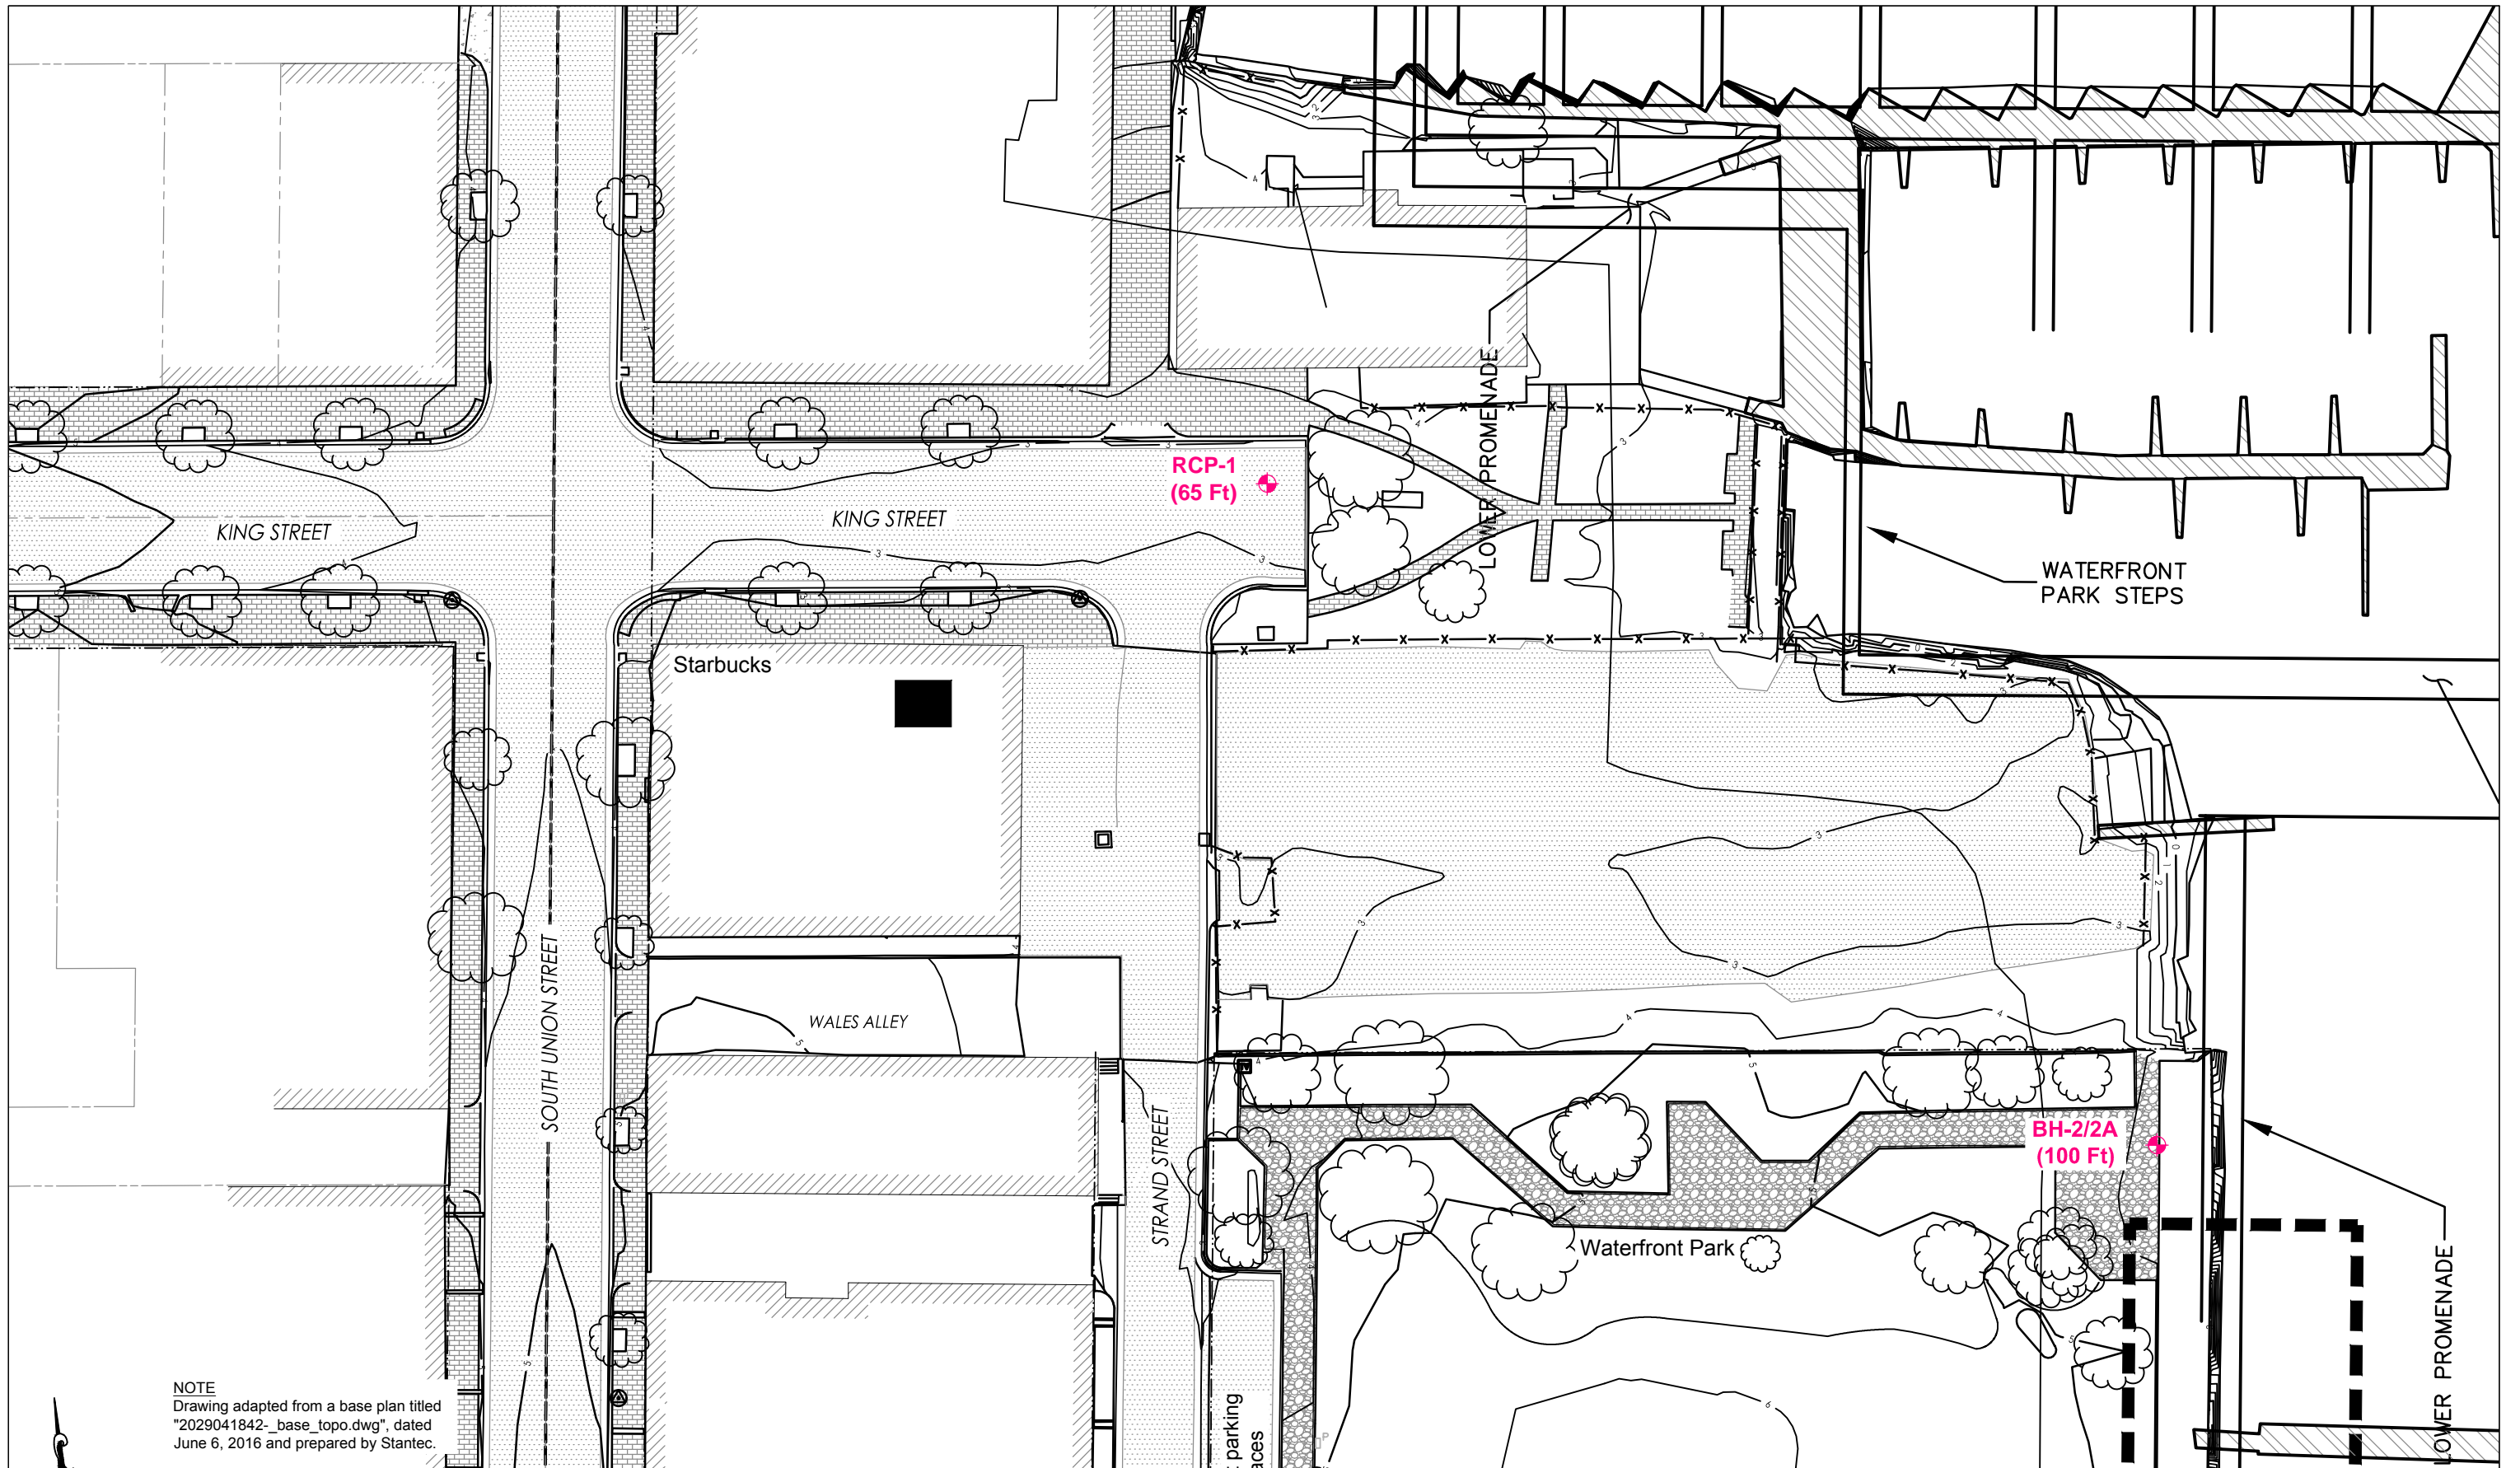 RCP-1
(65 Ft)
KING STREET
KING STREET
LOWER PROMENADE
WATERFRONT
PARK STEPS
Starbucks
SOUTH UNION STREET
WALES ALLEY
STRAND STREET
BH-2/2A
(100 Ft)
Waterfront Park
LOWER PROMENADE
parking
NOTE
Drawing adapted from a base plan titled
"2029041842-_base_topo.dwg", dated
June 6, 2016 and prepared by Stantec.